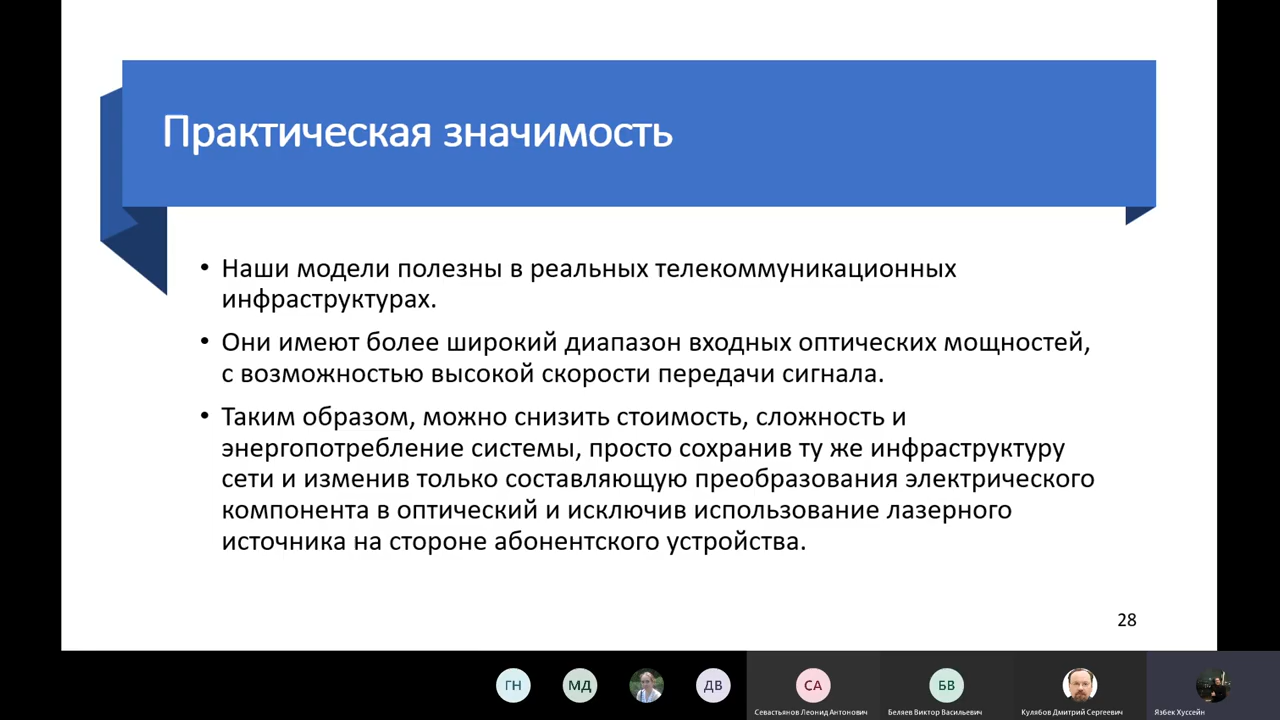 Практическая значимость
• Наши модели полезны в реальных телекоммуникационных
инфраструктурах.
• Они имеют более широкий диапазон входных оптических мощностей,
с возможностью высокой скорости передачи сигнала.
• Таким образом, можно снизить стоимость, сложность и
энергопотребление системы, просто сохранив ту же инфраструктуру
сети и изменив только составляющую преобразования электрического
компонента в оптический и исключив использование лазерного
источника на стороне абонентского устройства.
28
ГН
МД
ДВ
СА
БВ
Севастьянов Леонид Антонович
Беляев Виктор Васильевич
Кулябов Дмитрий Сергеевич
Язбек Хуссейн